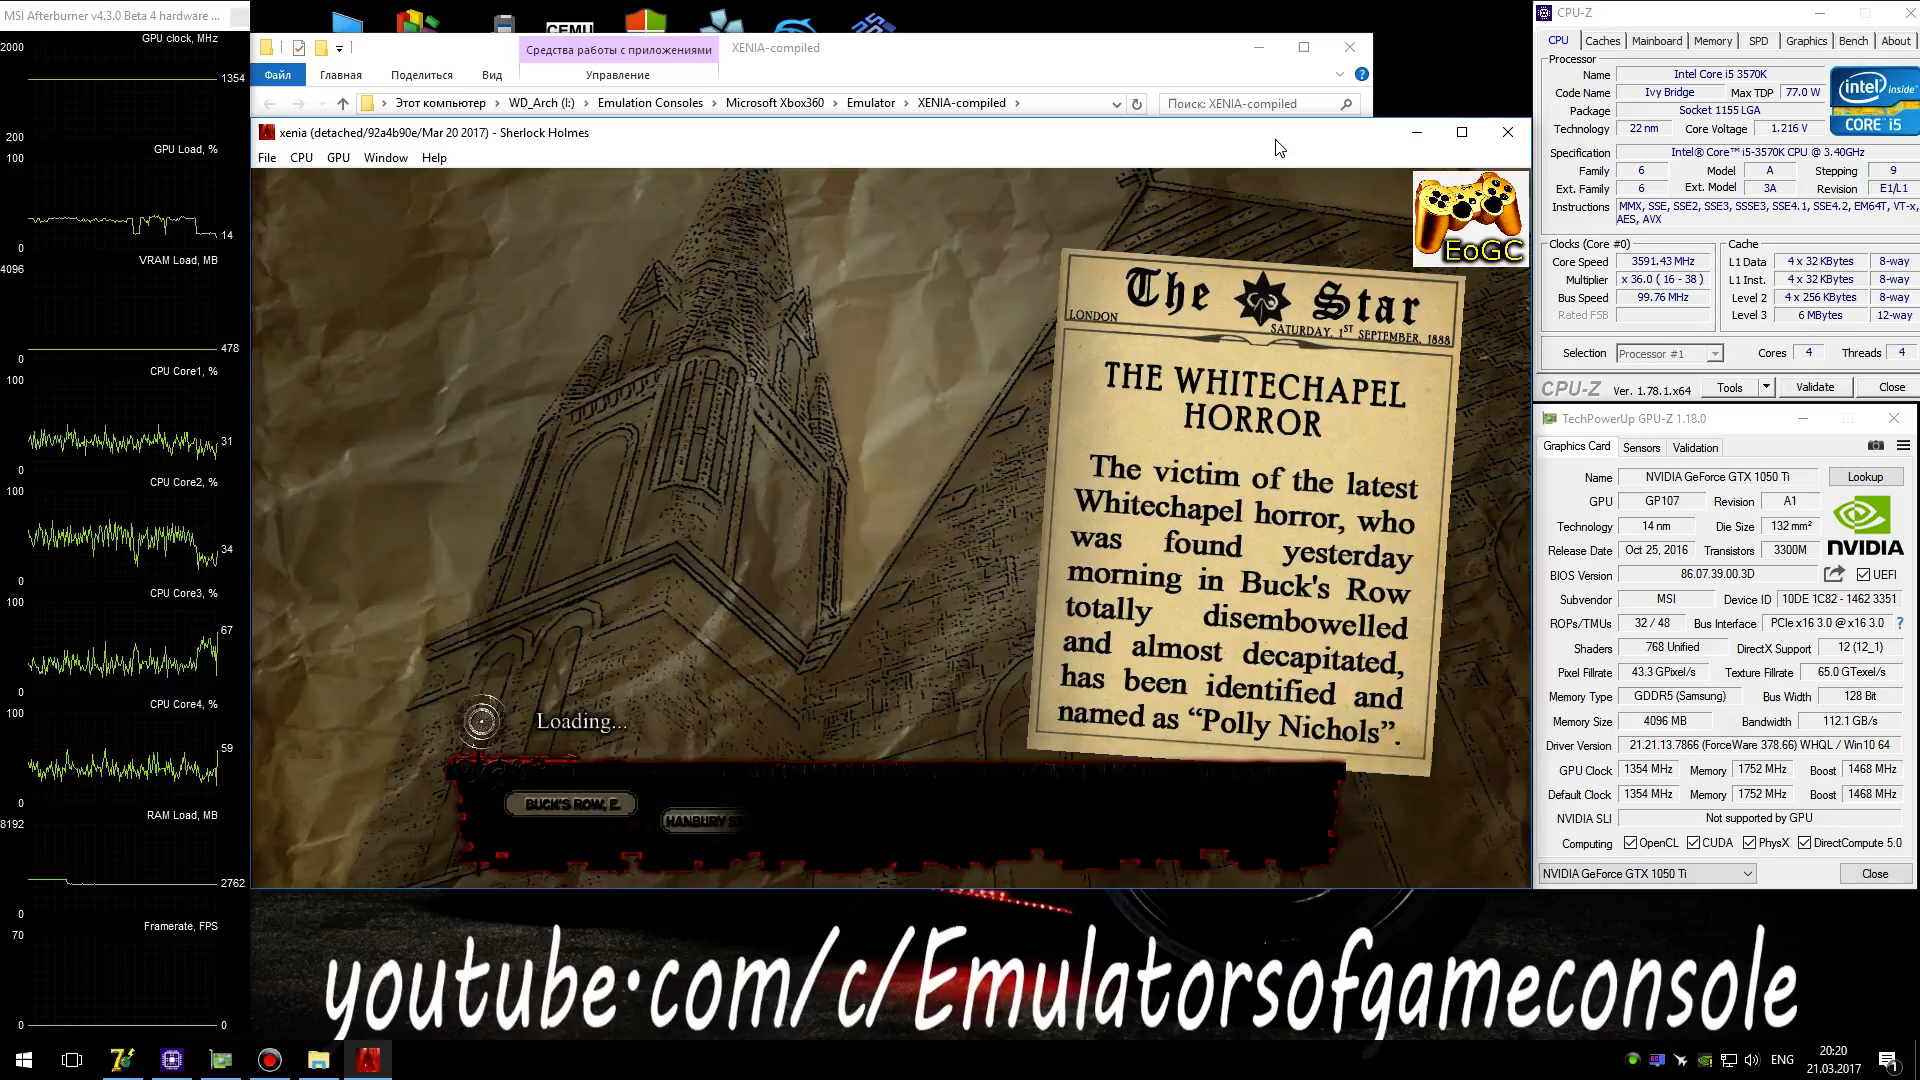 MSI Afterburner v4.3.0 Beta 4 hardware ...
GPU clock, MHz
2000
1354
200
GPU Load, %
100
14
0
VRAM Load, MB
4096
478
0
CPU Core1, %
100
31
0
CPU Core2, %
100
34
0
CPU Core3, %
100
67
0
CPU Core4, %
100
59
0
RAM Load, MB
8192
2762
0
Framerate, FPS
70
0
0
CEMU
Средства работы с приложениями
XENIA-compiled
Файл
Главная
Поделиться
Вид
Управление
Этот компьютер
WD_Arch (I:)
Emulation Consoles
Microsoft Xbox360
Emulator
XENIA-compiled
Поиск: XENIA-compiled
xenia (detached/92a4b90e/Mar 20 2017) - Sherlock Holmes
File CPU GPU Window Help
EoGC
The Star
LONDON
SATURDAY, 1ST SEPTEMBER, 1888
THE WHITECHAPEL
HORROR
The victim of the latest
Whitechapel horror, who
was found yesterday
morning in Buck's Row
totally disembowelled
and almost decapitated,
has been identified and
named as “Polly Nichols”.
Loading...
BUCK'S ROW, E.
HANBURY
CPU-Z
CPU Caches Mainboard Memory SPD Graphics Bench About
Processor
Name Intel Core i5 3570K
Code Name Ivy Bridge Max TDP 77.0 W
Package Socket 1155 LGA
Technology 22 nm Core Voltage 1.216 V
intel inside
CORE i5
Specification Intel® Core™ i5-3570K CPU @ 3.40GHz
Family 6 Model A Stepping 9
Ext. Family 6 Ext. Model 3A Revision E1/L1
Instructions MMX, SSE, SSE2, SSE3, SSSE3, SSE4.1, SSE4.2, EM64T, VT-x,
AES, AVX
Clocks (Core #0)
Core Speed 3591.43 MHz
Multiplier x 36.0 ( 16 - 38 )
Bus Speed 99.76 MHz
Rated FSB
Cache
L1 Data 4 x 32 KBytes 8-way
L1 Inst. 4 x 32 KBytes 8-way
Level 2 4 x 256 KBytes 8-way
Level 3 6 MBytes 12-way
Selection Processor #1 Cores 4 Threads 4
CPU-Z Ver. 1.78.1.x64 Tools Validate Close
TechPowerUp GPU-Z 1.18.0
Graphics Card Sensors Validation
Name NVIDIA GeForce GTX 1050 Ti Lookup
GPU GP107 Revision A1
Technology 14 nm Die Size 132 mm²
Release Date Oct 25, 2016 Transistors 3300M
NVIDIA
BIOS Version 86.07.39.00.3D UEFI
Subvendor MSI Device ID 10DE 1C82 - 1462 3351
ROPs/TMUs 32 / 48 Bus Interface PCIe x16 3.0 @ x16 3.0 ?
Shaders 768 Unified DirectX Support 12 (12_1)
Pixel Fillrate 43.3 GPixel/s Texture Fillrate 65.0 GTexel/s
Memory Type GDDR5 (Samsung) Bus Width 128 Bit
Memory Size 4096 MB Bandwidth 112.1 GB/s
Driver Version 21.21.13.7866 (ForceWare 378.66) WHQL / Win10 64
GPU Clock 1354 MHz Memory 1752 MHz Boost 1468 MHz
Default Clock 1354 MHz Memory 1752 MHz Boost 1468 MHz
NVIDIA SLI Not supported by GPU
Computing OpenCL CUDA PhysX DirectCompute 5.0
NVIDIA GeForce GTX 1050 Ti Close
youtube.com/c/Emulatorsofgameconsole
ENG
20:20
21.03.2017
1